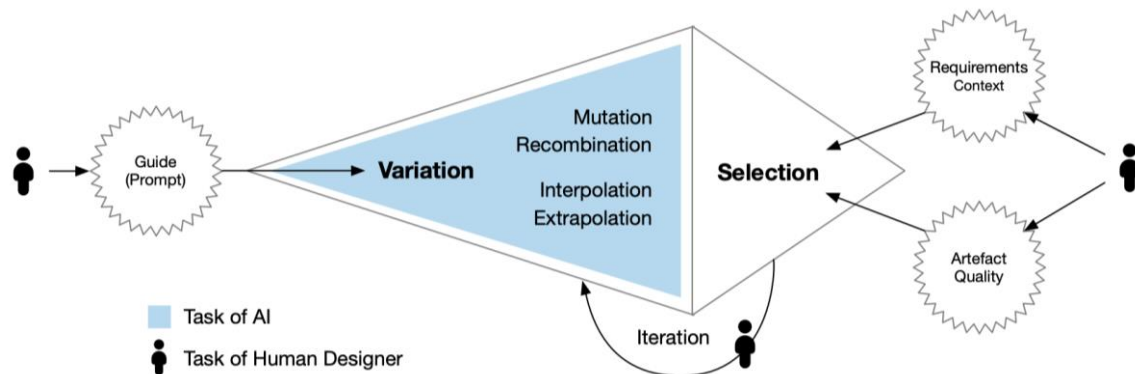 Guide
(Prompt)
Variation
Mutation
Recombination
Interpolation
Extrapolation
Selection
Requirements
Context
Artefact
Quality
Iteration
Task of AI
Task of Human Designer